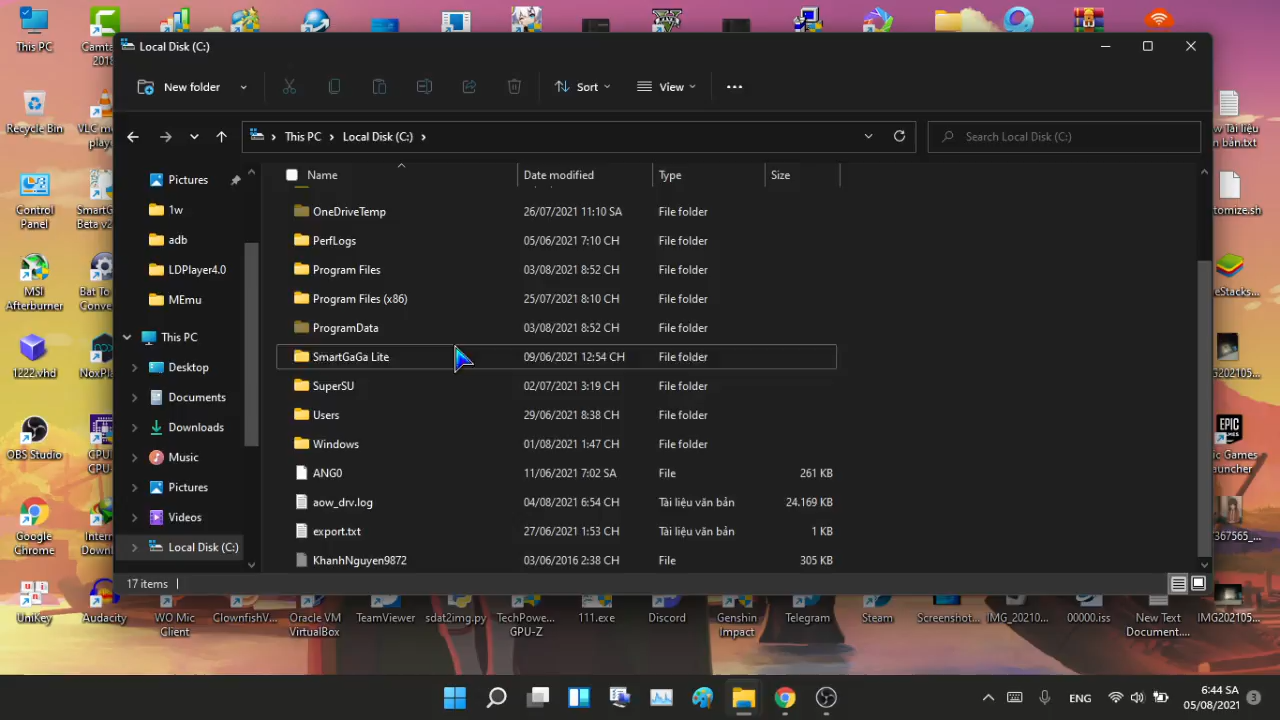 Local Disk (C:)
New folder
Sort
View
This PC
Local Disk (C:)
Search Local Disk (C:)
Name
Date modified
Type
Size
Pictures
1w
adb
LDPlayer4.0
MEmu
This PC
Desktop
Documents
Downloads
Music
Pictures
Videos
Local Disk (C:)
OneDriveTemp 26/07/2021 11:10 SA File folder
PerfLogs 05/06/2021 7:10 CH File folder
Program Files 03/08/2021 8:52 CH File folder
Program Files (x86) 25/07/2021 8:10 CH File folder
ProgramData 03/08/2021 8:52 CH File folder
SmartGaGa Lite 09/06/2021 12:54 CH File folder
SuperSU 02/07/2021 3:19 CH File folder
Users 29/06/2021 8:38 CH File folder
Windows 01/08/2021 1:47 CH File folder
ANG0 11/06/2021 7:02 SA File 261 KB
aow_drv.log 04/08/2021 6:54 CH Tài liệu văn bản 24.169 KB
export.txt 27/06/2021 1:53 CH Tài liệu văn bản 1 KB
KhanhNguyen9872 03/06/2016 2:38 CH File 305 KB
17 items
This PC
Recycle Bin
Control
Panel
MSI
Afterburner
1222.vhd
OBS Studio
Google
Chrome
UniKey
Audacity
WO Mic
Client
Clownfish
Oracle VM
VirtualBox
TeamViewer
sdat2img.py
TechPowe...
GPU-Z
111.exe
Discord
Genshin
Impact
Telegram
Steam
Screenshot...
IMG_2021O...
00000.iss
New Text
Document....
IMG202105...
ENG
6:44 SA
05/08/2021
3